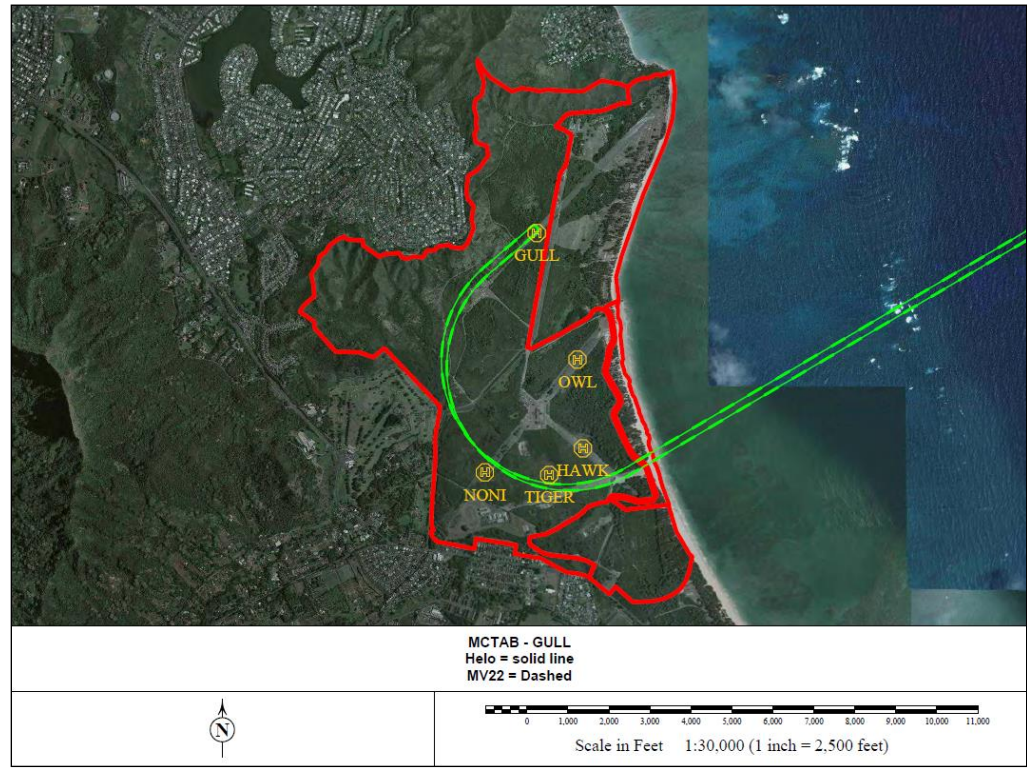 H
GULL
H
OWL
H
HAWK
H
NONI
H
TIGER
MCTAB - GULL
Helo = solid line
MV22 = Dashed
N
0 1,000 2,000 3,000 4,000 5,000 6,000 7,000 8,000 9,000 10,000 11,000
Scale in Feet 1:30,000 (1 inch = 2,500 feet)